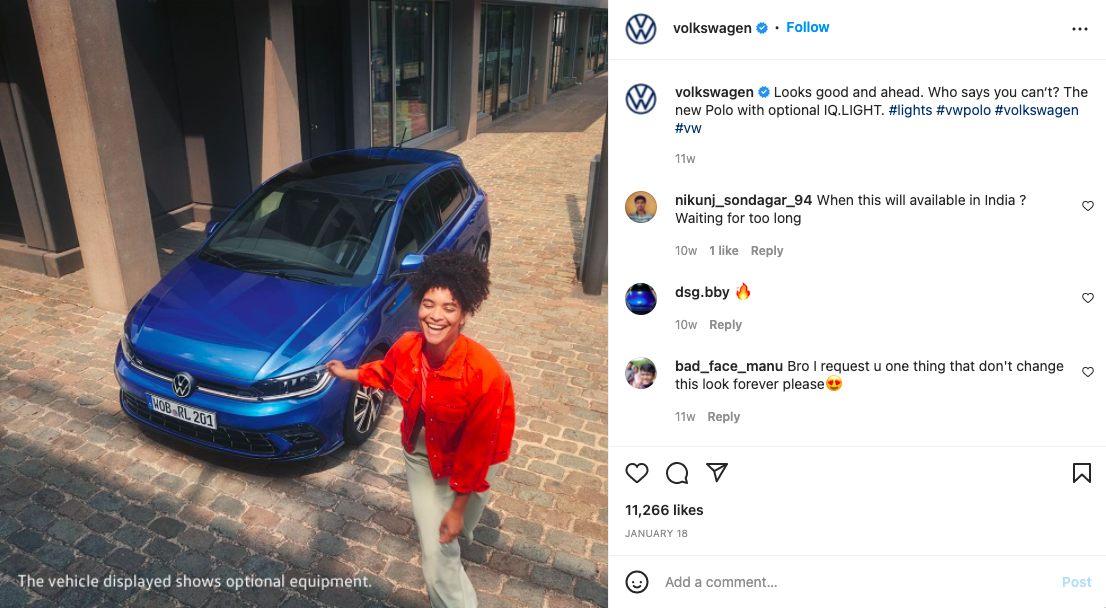 volkswagen • Follow
volkswagen Looks good and ahead. Who says you can't? The
new Polo with optional IQ.LIGHT. #lights #vwpolo #volkswagen
#vw
11w
nikunj_sondagar_94 When this will available in India ?
Waiting for too long
10w 1 like Reply
dsg.bby 🔥
10w Reply
bad_face_manu Bro I request u one thing that don't change
this look forever please😍
11w Reply
11,266 likes
JANUARY 18
Add a comment... Post
WOB RL 201
The vehicle displayed shows optional equipment.